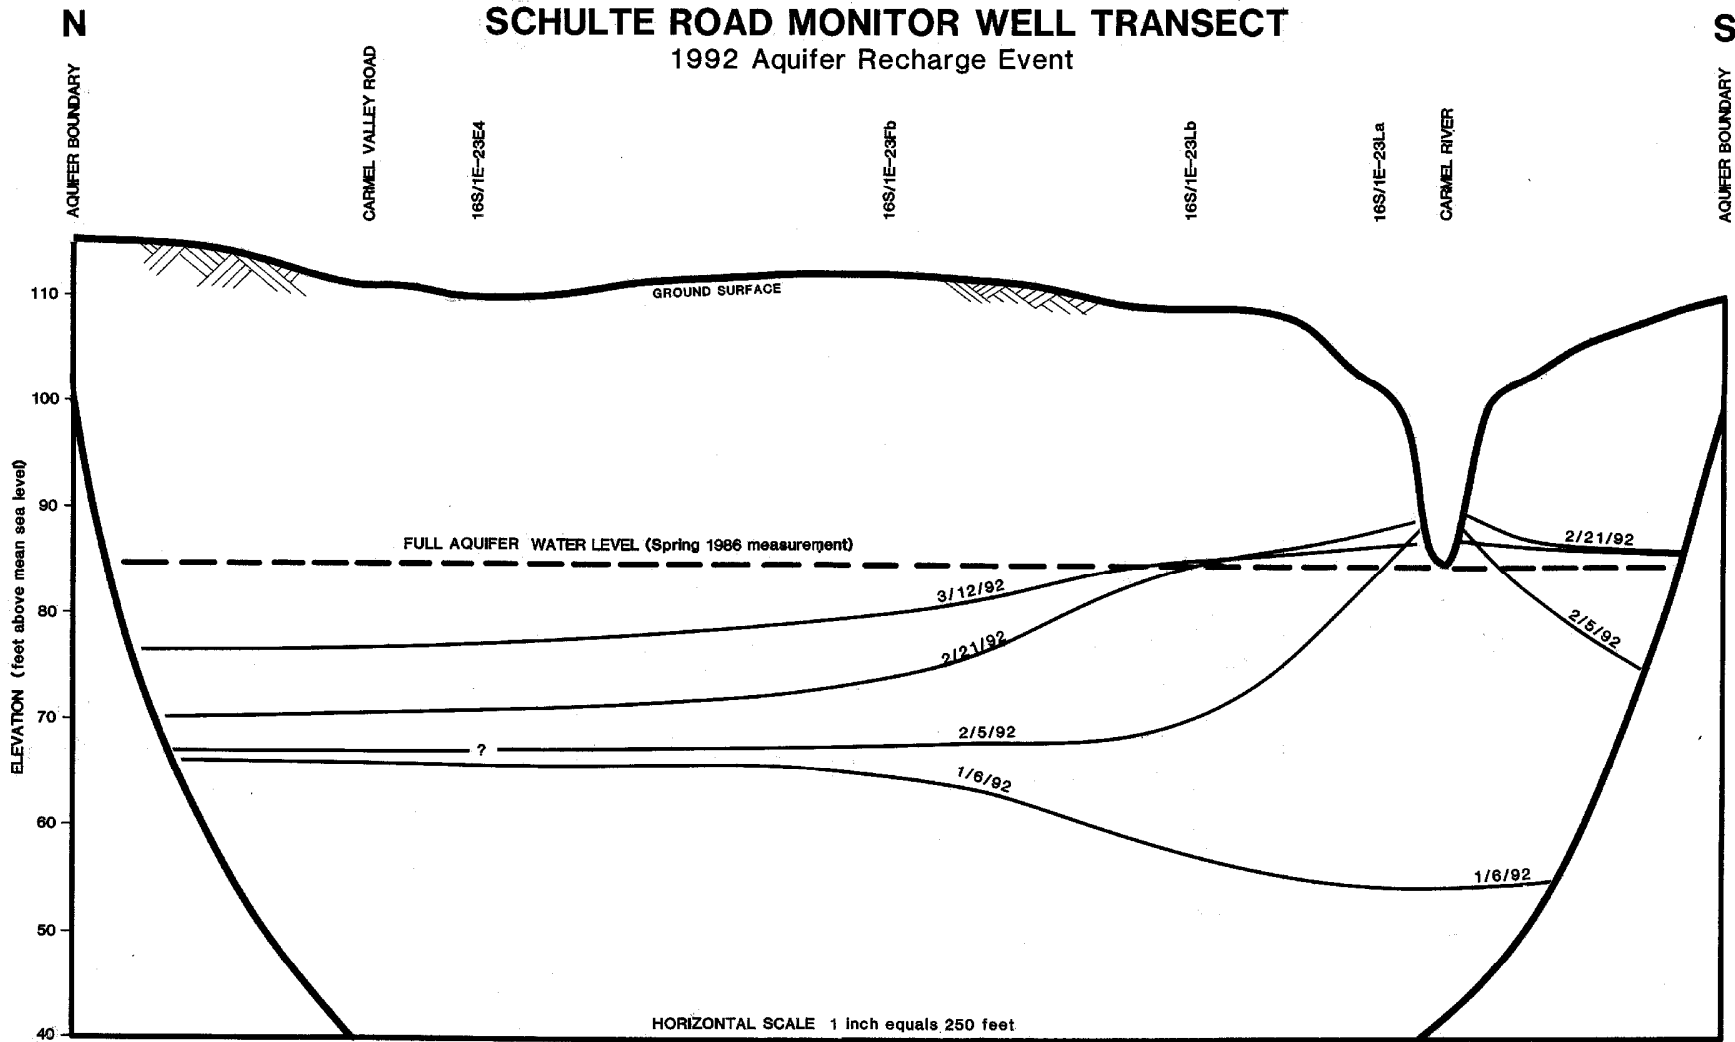 N
SCHULTE ROAD MONITOR WELL TRANSECT
S
1992 Aquifer Recharge Event
AQUIFER BOUNDARY
CARMEL VALLEY ROAD
16S/1E-23E4
16S/1E-23Fb
16S/1E-23Lb
16S/1E-23La
CARMEL RIVER
AQUIFER BOUNDARY
ELEVATION (feet above mean sea level)
110
100
90
80
70
60
50
40
GROUND SURFACE
FULL AQUIFER WATER LEVEL (Spring 1986 measurement)
2/21/92
3/12/92
2/5/92
2/21/92
2/5/92
?
1/6/92
1/6/92
HORIZONTAL SCALE 1 inch equals 250 feet